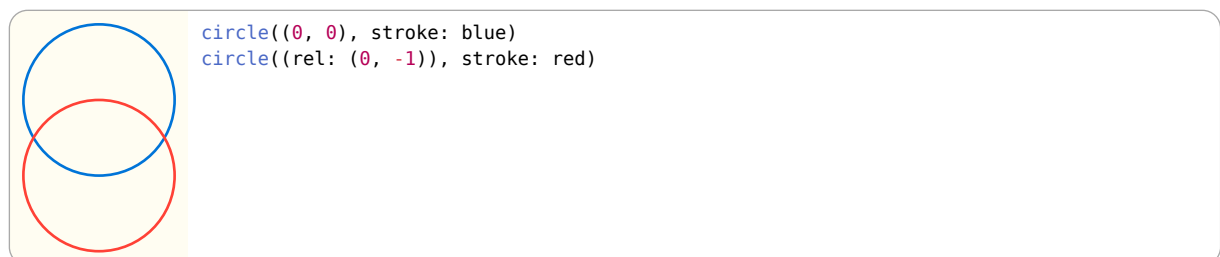 circle((0, 0), stroke: blue)
circle((rel: (0, -1)), stroke: red)